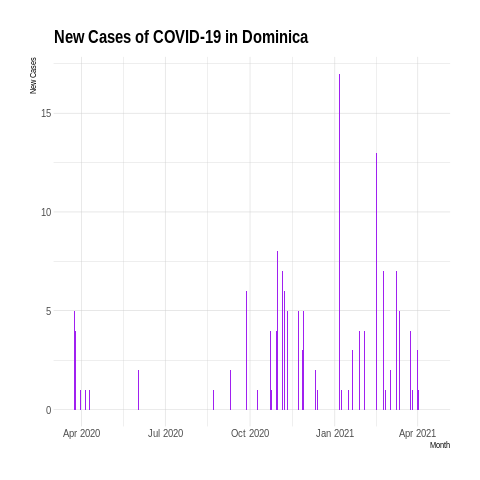 New Cases of COVID-19 in Dominica
New Cases
15
10
5
0
Apr 2020 Jul 2020 Oct 2020 Jan 2021 Apr 2021
Month